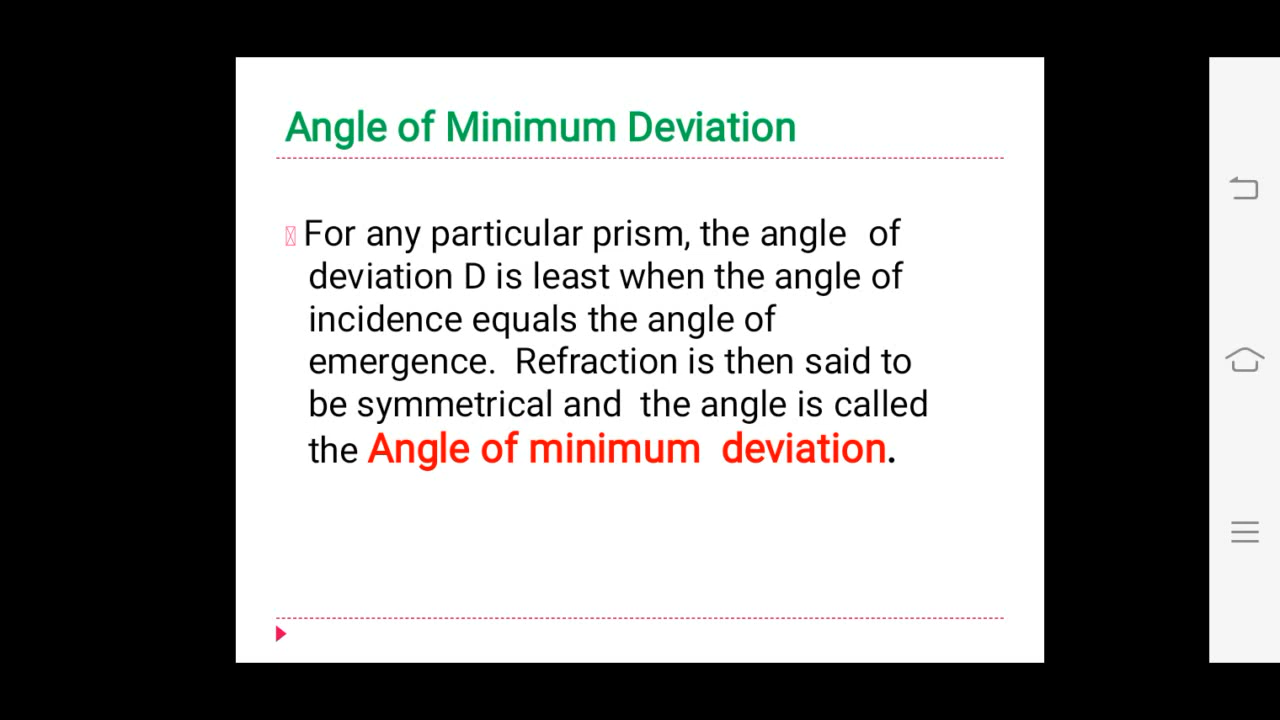 Angle of Minimum Deviation
For any particular prism, the angle of
deviation D is least when the angle of
incidence equals the angle of
emergence. Refraction is then said to
be symmetrical and the angle is called
the Angle of minimum deviation.